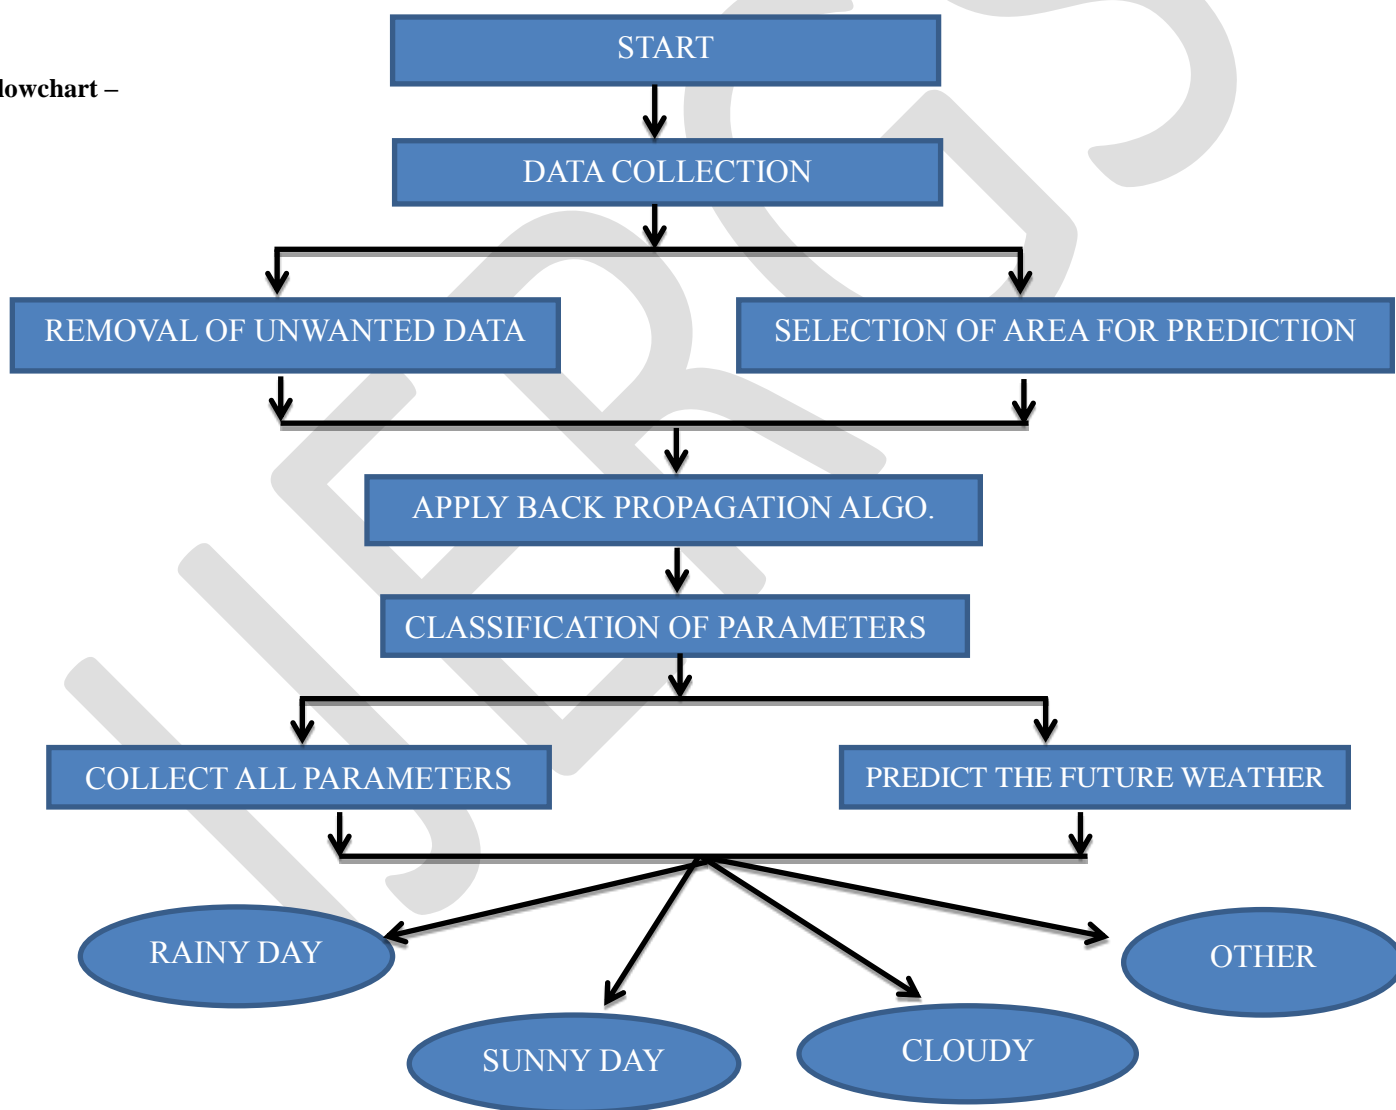 START
lowchart –
DATA COLLECTION
REMOVAL OF UNWANTED DATA
SELECTION OF AREA FOR PREDICTION
APPLY BACK PROPAGATION ALGO.
CLASSIFICATION OF PARAMETERS
COLLECT ALL PARAMETERS
PREDICT THE FUTURE WEATHER
RAINY DAY
OTHER
SUNNY DAY
CLOUDY
IJERGS